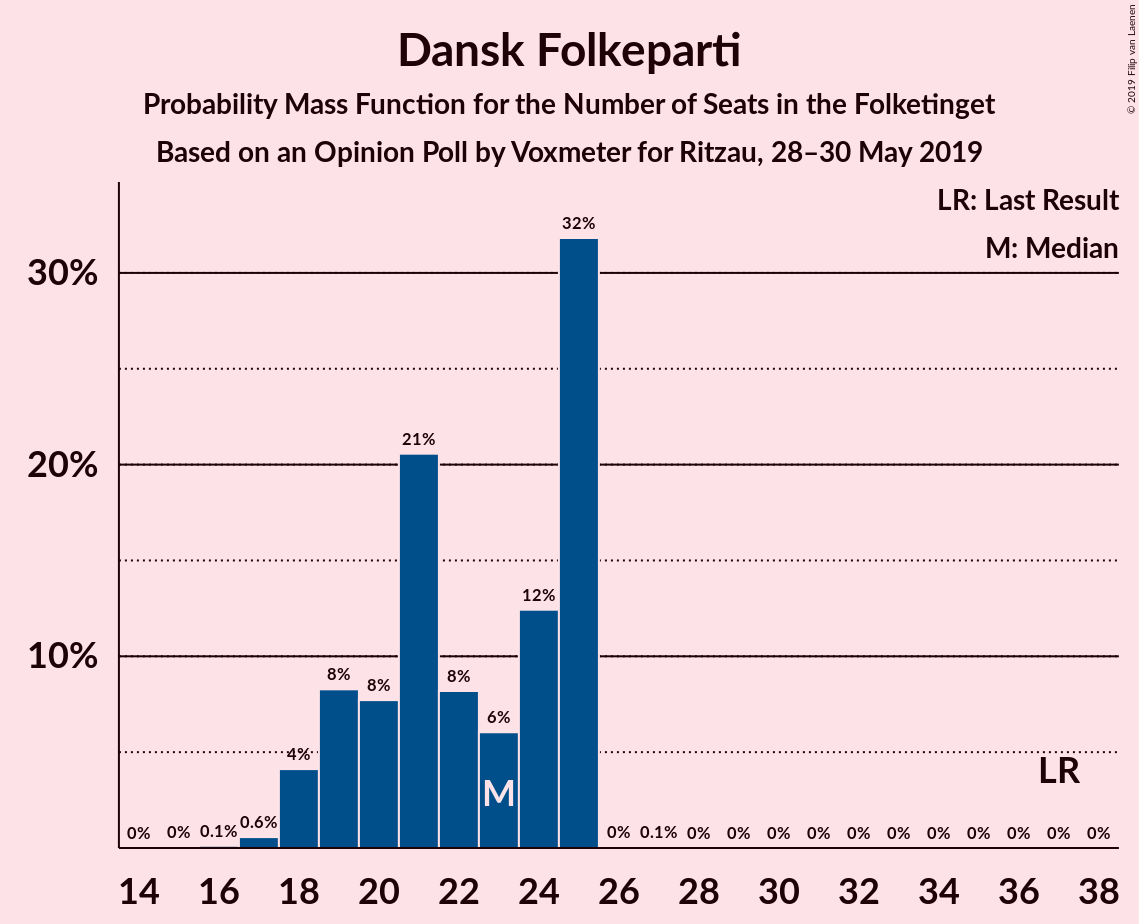 Dansk Folkeparti
Probability Mass Function for the Number of Seats in the Folketinget
Based on an Opinion Poll by Voxmeter for Ritzau, 28–30 May 2019
© 2019 Filip van Laenen
LR: Last Result
M: Median
30%
20%
10%
0% 0% 0.1% 0.6% 4% 8% 8% 21% 8% 6% 12% 32% 0% 0.1% 0% 0% 0% 0% 0% 0% 0% 0% 0% 0% 0%
M
LR
14 16 18 20 22 24 26 28 30 32 34 36 38